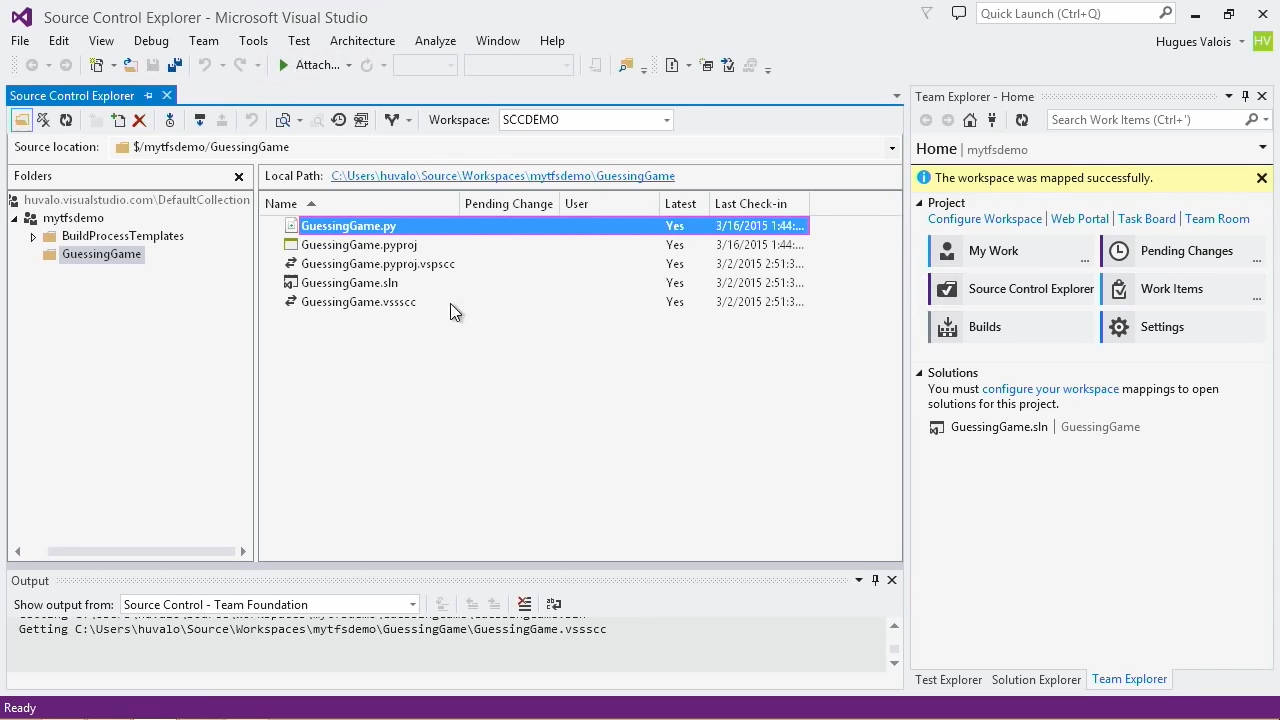 Source Control Explorer - Microsoft Visual Studio
Quick Launch (Ctrl+Q)
File Edit View Debug Team Tools Test Architecture Analyze Window Help
Hugues Valois HV
Attach...
Source Control Explorer
Workspace: SCCDEMO
Source location: $/mytfsdemo/GuessingGame
Folders
huvalo.visualstudio.com\DefaultCollection
mytfsdemo
BuildProcessTemplates
GuessingGame
Local Path: C:\Users\huvalo\Source\Workspaces\mytfsdemo\GuessingGame
Name Pending Change User Latest Last Check-in
GuessingGame.py Yes 3/16/2015 1:44:...
GuessingGame.pyproj Yes 3/16/2015 1:44:...
GuessingGame.pyproj.vspscc Yes 3/2/2015 2:51:3...
GuessingGame.sln Yes 3/2/2015 2:51:3...
GuessingGame.vssscc Yes 3/2/2015 2:51:3...
Output
Show output from: Source Control - Team Foundation
Getting C:\Users\huvalo\Source\Workspaces\mytfsdemo\GuessingGame\GuessingGame.vssscc
Team Explorer - Home
Search Work Items (Ctrl+')
Home | mytfsdemo
The workspace was mapped successfully.
Project
Configure Workspace | Web Portal | Task Board | Team Room
My Work ... Pending Changes ...
Source Control Explorer Work Items ...
Builds Settings
Solutions
You must configure your workspace mappings to open
solutions for this project.
GuessingGame.sln | GuessingGame
Test Explorer Solution Explorer Team Explorer
Ready